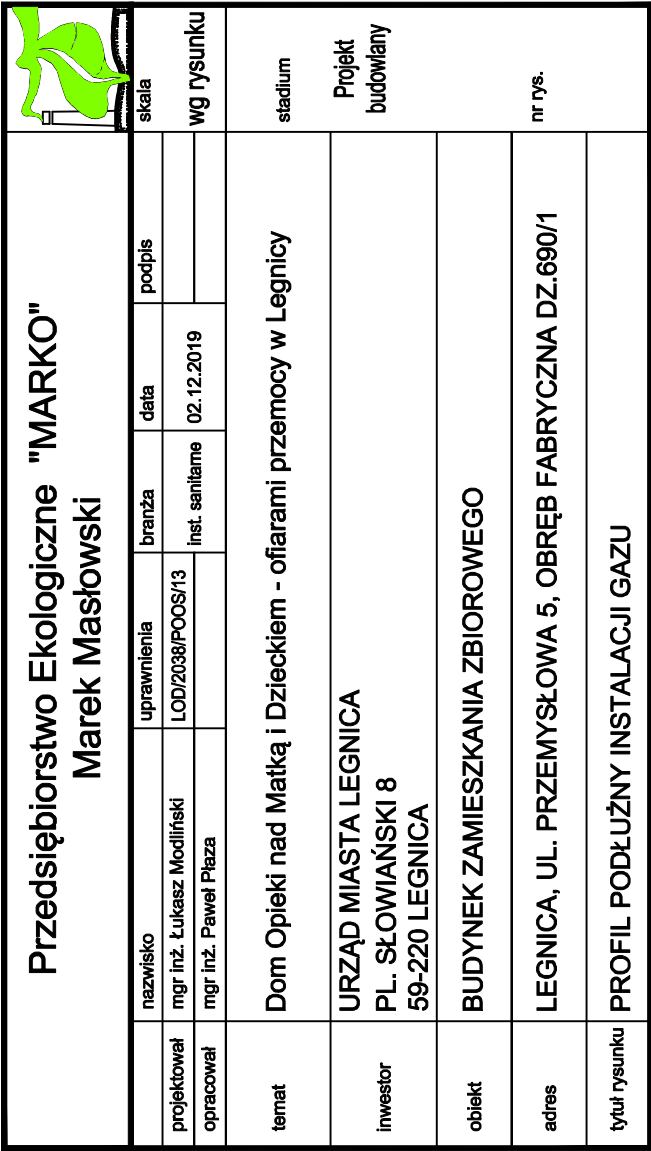 Przedsiębiorstwo Ekologiczne "MARKO"
Marek Masłowski
nazwisko uprawnienia branża data podpis skala
projektował mgr inż. Łukasz Modliński LOD/2038/POOS/13 inst. sanitarne 02.12.2019 wg rysunku
opracował mgr inż. Paweł Płaza
temat Dom Opieki nad Matką i Dzieckiem - ofiarami przemocy w Legnicy stadium
inwestor URZĄD MIASTA LEGNICA
PL. SŁOWIAŃSKI 8
59-220 LEGNICA
Projekt
budowlany
obiekt BUDYNEK ZAMIESZKANIA ZBIOROWEGO
adres LEGNICA, UL. PRZEMYSŁOWA 5, OBRĘB FABRYCZNA DZ.690/1 nr rys.
tytuł rysunku PROFIL PODŁUŻNY INSTALACJI GAZU